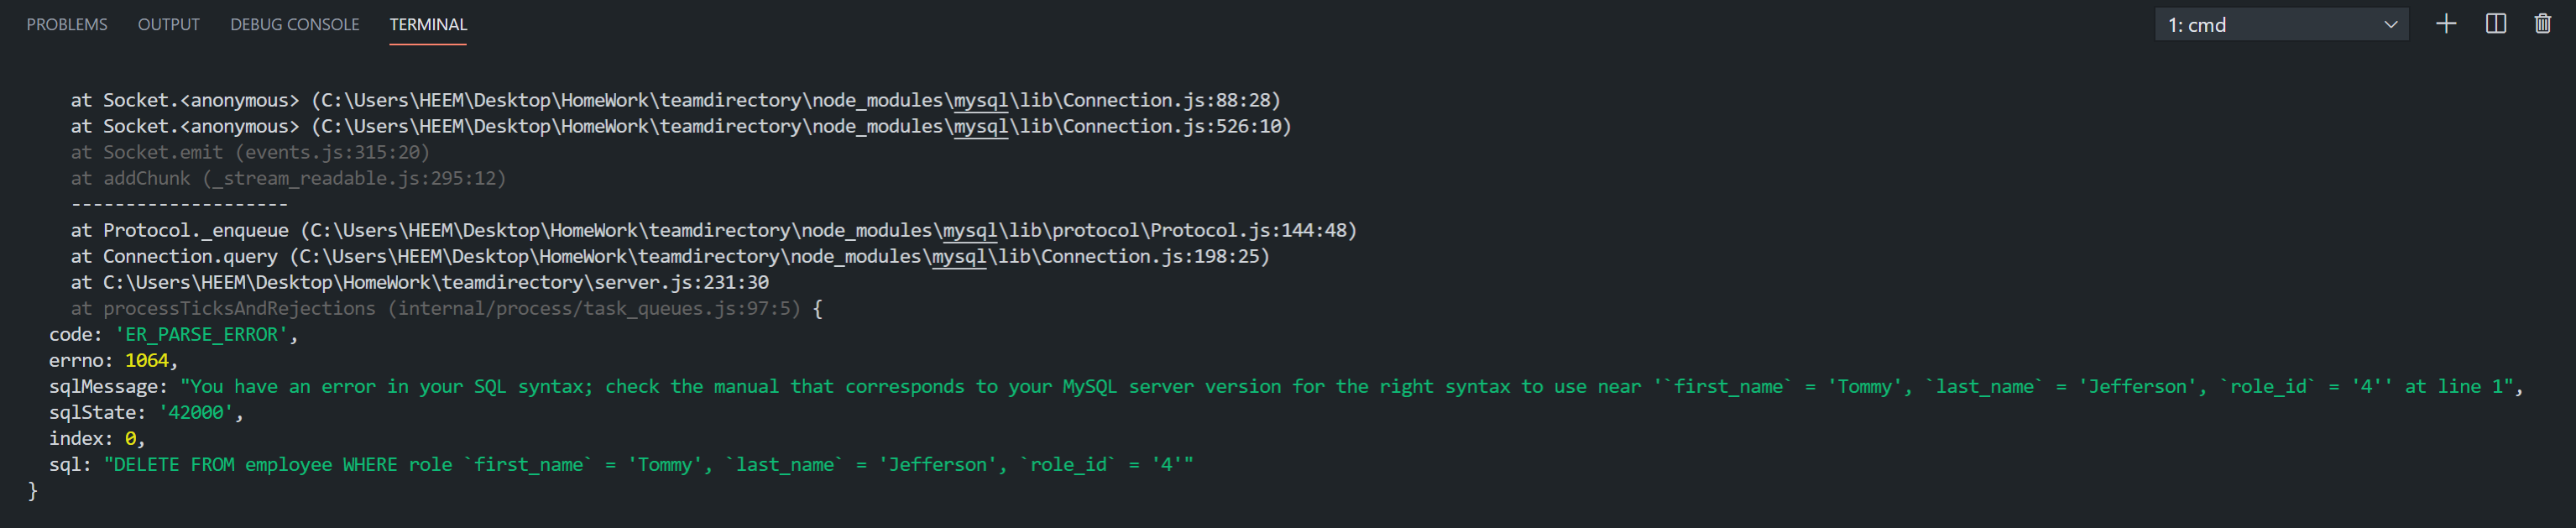 PROBLEMS OUTPUT DEBUG CONSOLE TERMINAL 1: cmd
at Socket.<anonymous> (C:\Users\HEEM\Desktop\HomeWork\teamdirectory\node_modules\mysql\lib\Connection.js:88:28)
at Socket.<anonymous> (C:\Users\HEEM\Desktop\HomeWork\teamdirectory\node_modules\mysql\lib\Connection.js:526:10)
at Socket.emit (events.js:315:20)
at addChunk (_stream_readable.js:295:12)
--------------------
at Protocol._enqueue (C:\Users\HEEM\Desktop\HomeWork\teamdirectory\node_modules\mysql\lib\protocol\Protocol.js:144:48)
at Connection.query (C:\Users\HEEM\Desktop\HomeWork\teamdirectory\node_modules\mysql\lib\Connection.js:198:25)
at C:\Users\HEEM\Desktop\HomeWork\teamdirectory\server.js:231:30
at processTicksAndRejections (internal/process/task_queues.js:97:5) {
code: 'ER_PARSE_ERROR',
errno: 1064,
sqlMessage: "You have an error in your SQL syntax; check the manual that corresponds to your MySQL server version for the right syntax to use near '`first_name` = 'Tommy', `last_name` = 'Jefferson', `role_id` = '4'' at line 1",
sqlState: '42000',
index: 0,
sql: "DELETE FROM employee WHERE role `first_name` = 'Tommy', `last_name` = 'Jefferson', `role_id` = '4'"
}